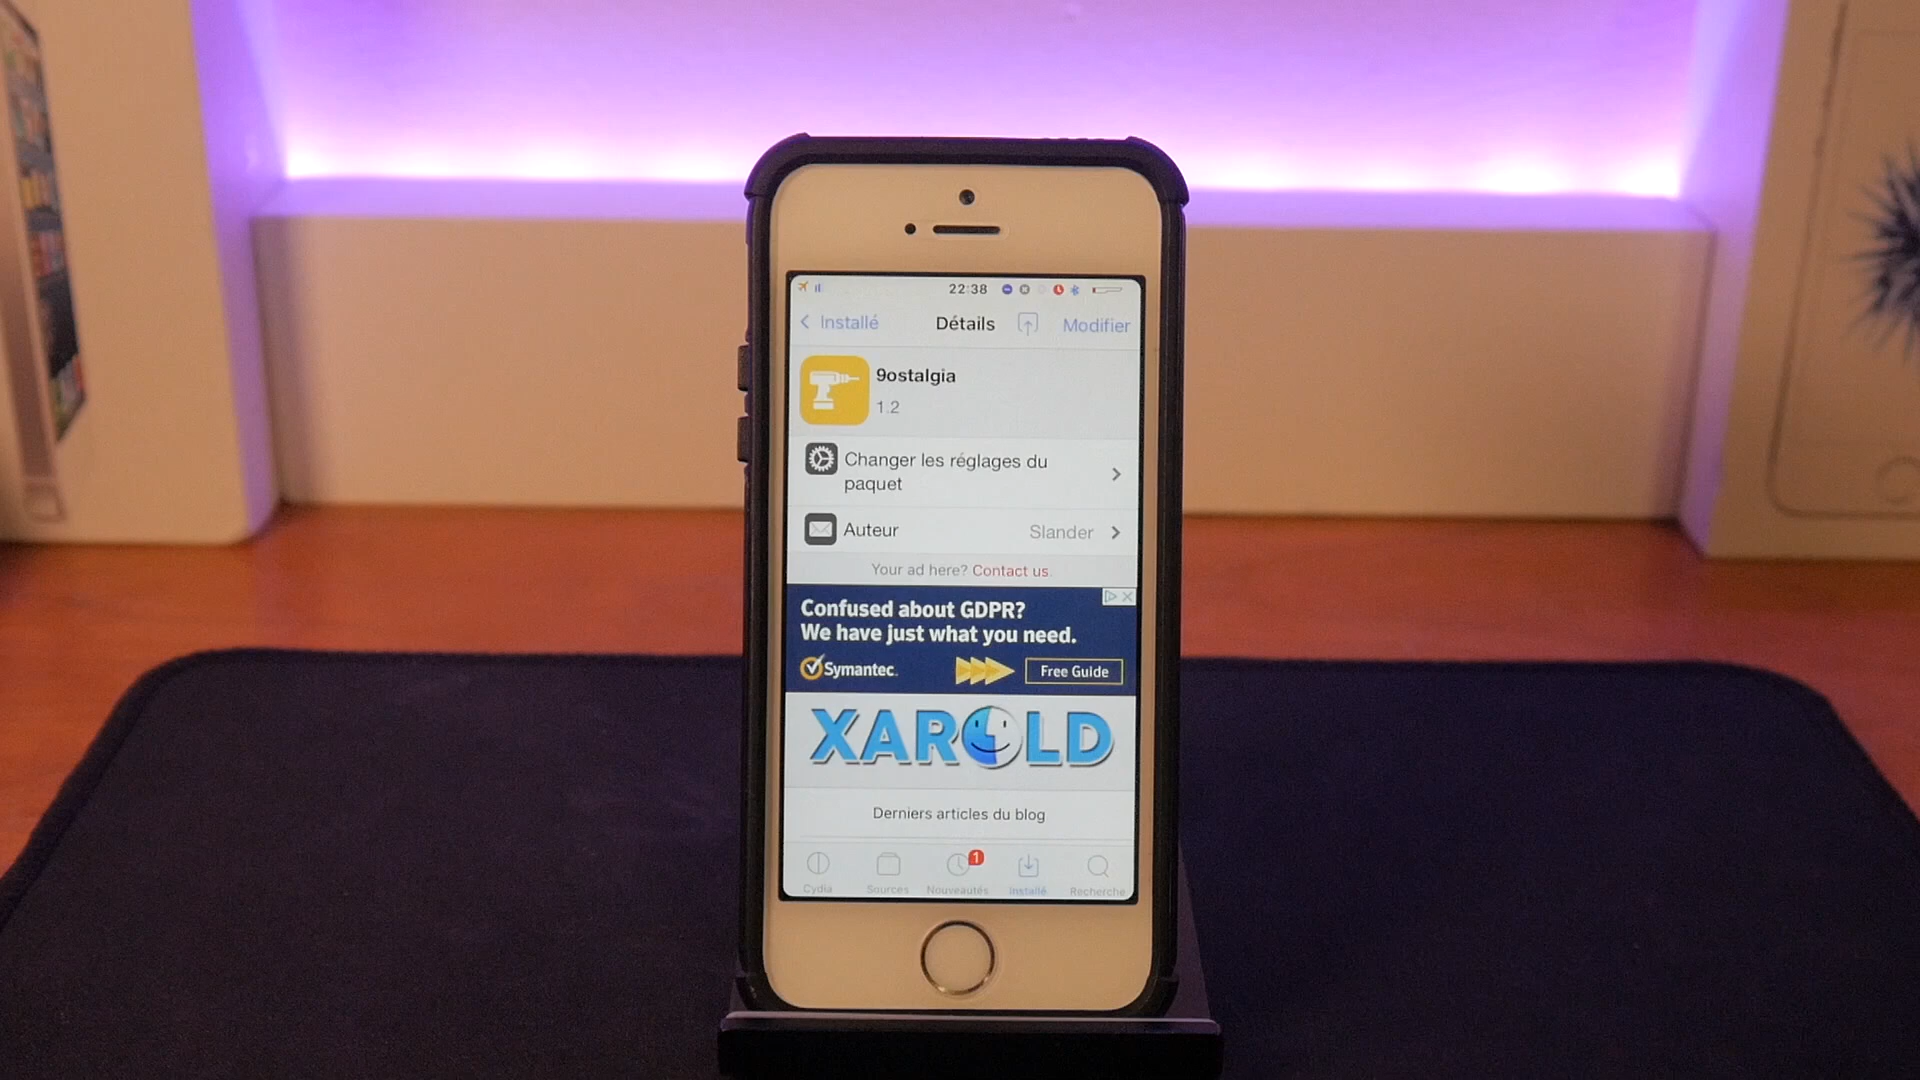 22:38
Installé
Détails
Modifier
9ostalgia
1.2
Changer les réglages du
paquet
Auteur
Slander
Your ad here? Contact us.
Confused about GDPR?
We have just what you need.
Symantec.
Free Guide
XAROLD
Derniers articles du blog
1
Cydia
Sources
Nouveautés
Installé
Recherche